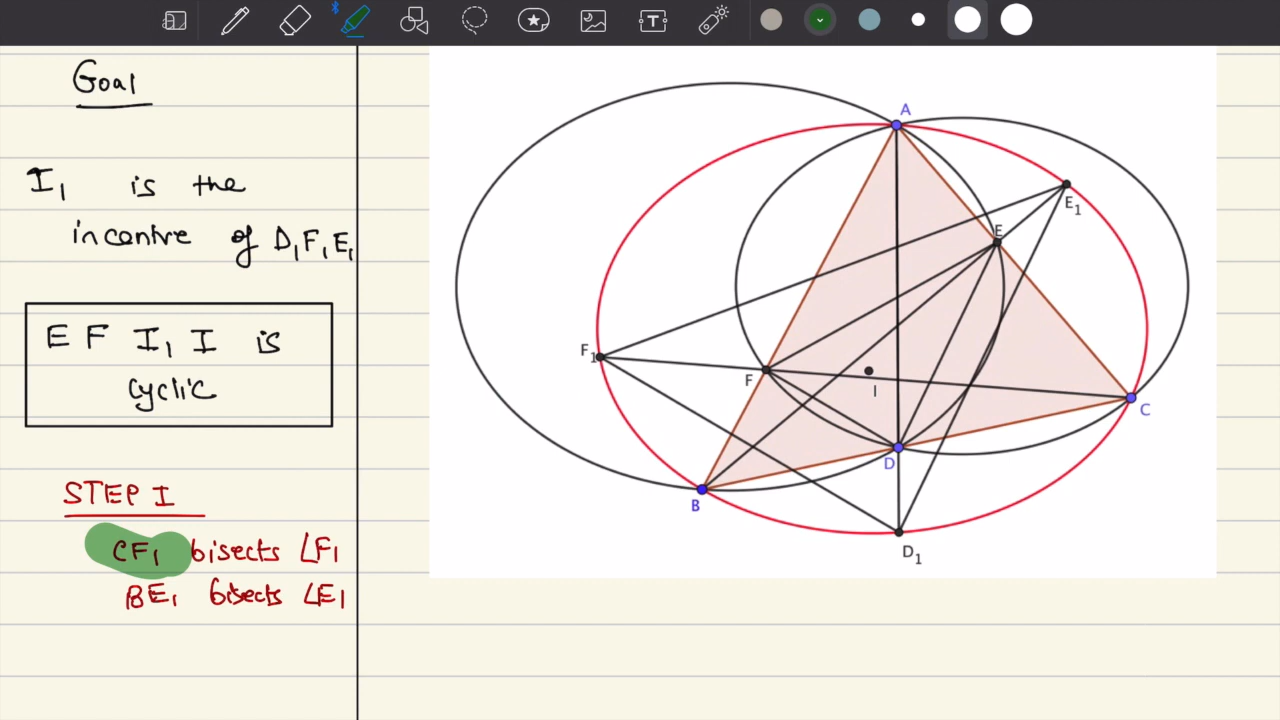 Goal
I₁ is the
incentre of D₁F₁E₁
E F I₁ I is
cyclic
STEP I
CF₁ bisects ∠F₁
BE₁ bisects ∠E₁
A
E₁
E
F₁
F
I
C
D
B
D₁
T